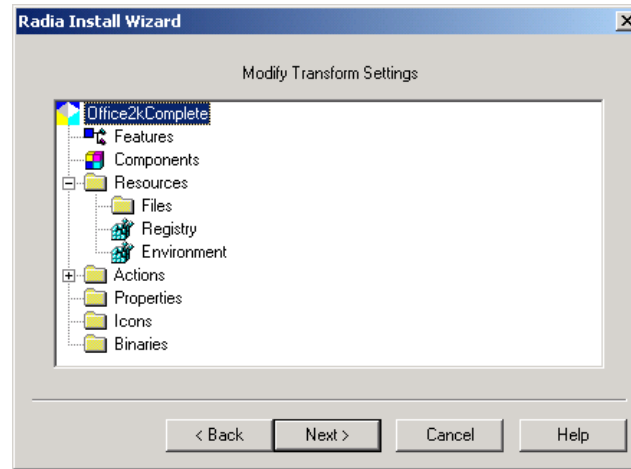 Radia Install Wizard
Modify Transform Settings
Office2kComplete
Features
Components
Resources
Files
Registry
Environment
Actions
Properties
Icons
Binaries
< Back Next > Cancel Help